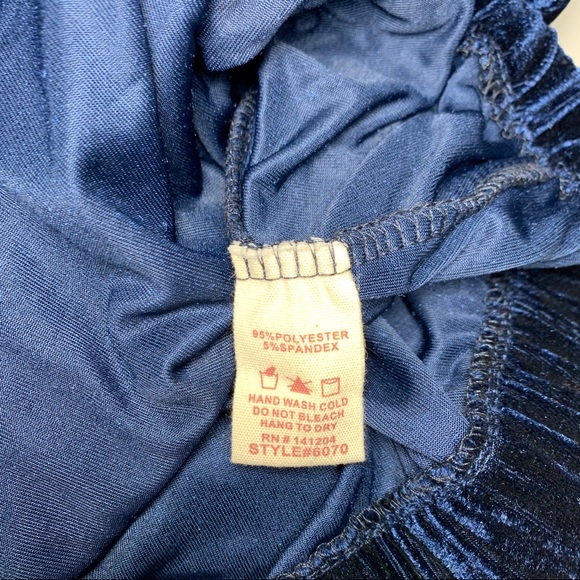 95%POLYESTER
5%SPANDEX
HAND WASH COLD
DO NOT BLEACH
HANG TO DRY
RN # 141204
STYLE#6070